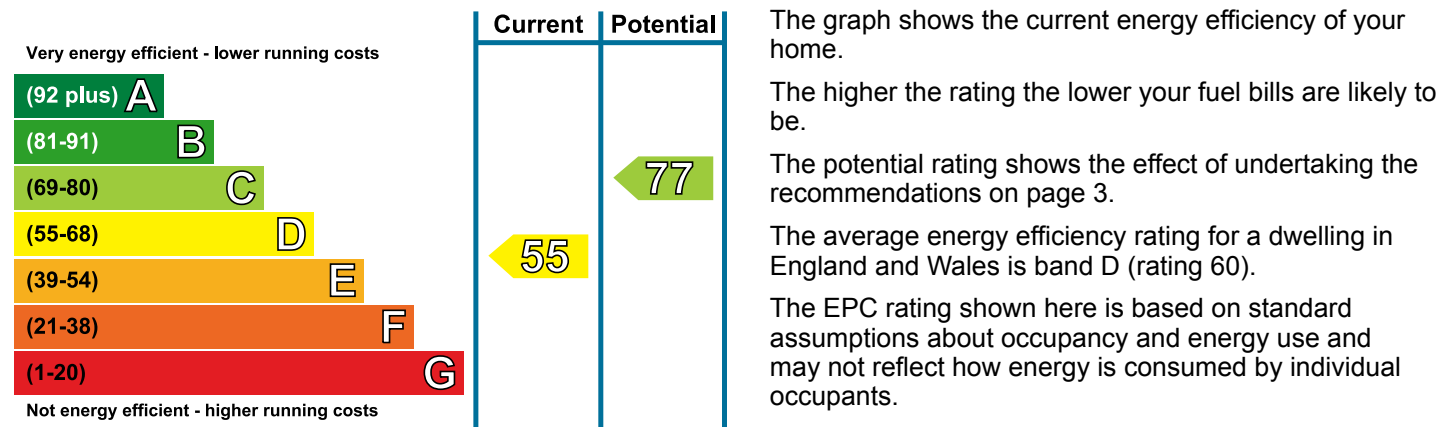 Current Potential
Very energy efficient - lower running costs
(92 plus) A
(81-91) B
(69-80) C
77
(55-68) D
55
(39-54) E
(21-38) F
(1-20) G
Not energy efficient - higher running costs
The graph shows the current energy efficiency of your
home.
The higher the rating the lower your fuel bills are likely to
be.
The potential rating shows the effect of undertaking the
recommendations on page 3.
The average energy efficiency rating for a dwelling in
England and Wales is band D (rating 60).
The EPC rating shown here is based on standard
assumptions about occupancy and energy use and
may not reflect how energy is consumed by individual
occupants.